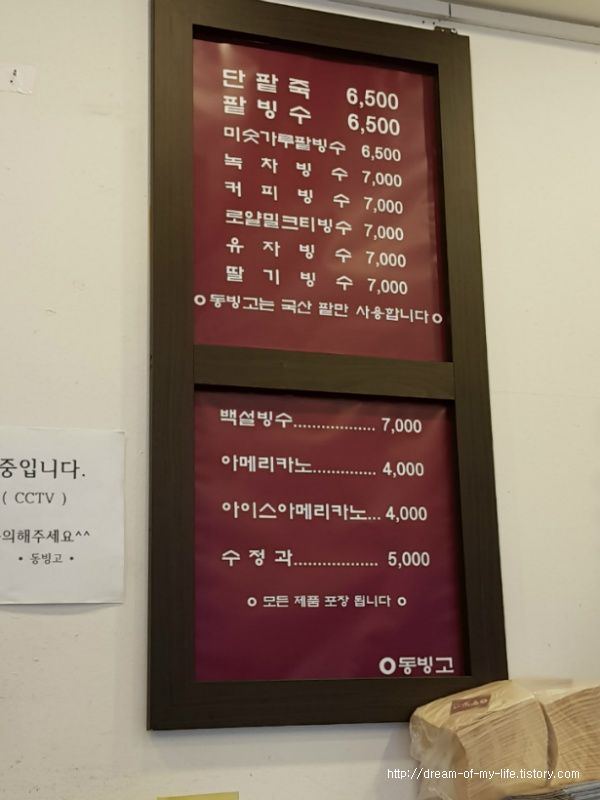 단팥죽 6,500
팥빙수 6,500
미숫가루팥빙수 6,500
녹차빙수 7,000
커피빙수 7,000
로얄밀크티빙수 7,000
유자빙수 7,000
딸기빙수 7,000
동빙고는 국산 팥만 사용합니다
백설빙수.................. 7,000
아메리카노.............. 4,000
아이스아메리카노... 4,000
수정과.................. 5,000
모든 제품 포장 됩니다
동빙고
중입니다.
( CCTV )
의해주세요^^
• 동빙고 •
http://dream-of-my-life.tistory.com